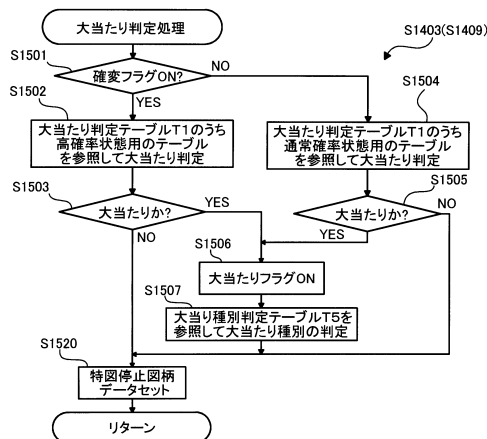 大当たり判定処理
S1403(S1409)
S1501
確変フラグON?
NO
YES
S1502
大当たり判定テーブルT1のうち
高確率状態用のテーブル
を参照して大当たり判定
S1504
大当たり判定テーブルT1のうち
通常確率状態用のテーブル
を参照して大当たり判定
S1503
大当たりか?
YES
NO
S1505
大当たりか?
NO
YES
S1506
大当たりフラグON
S1507
大当り種別判定テーブルT5を
参照して大当たり種別の判定
S1520
特図停止図柄
データセット
リターン